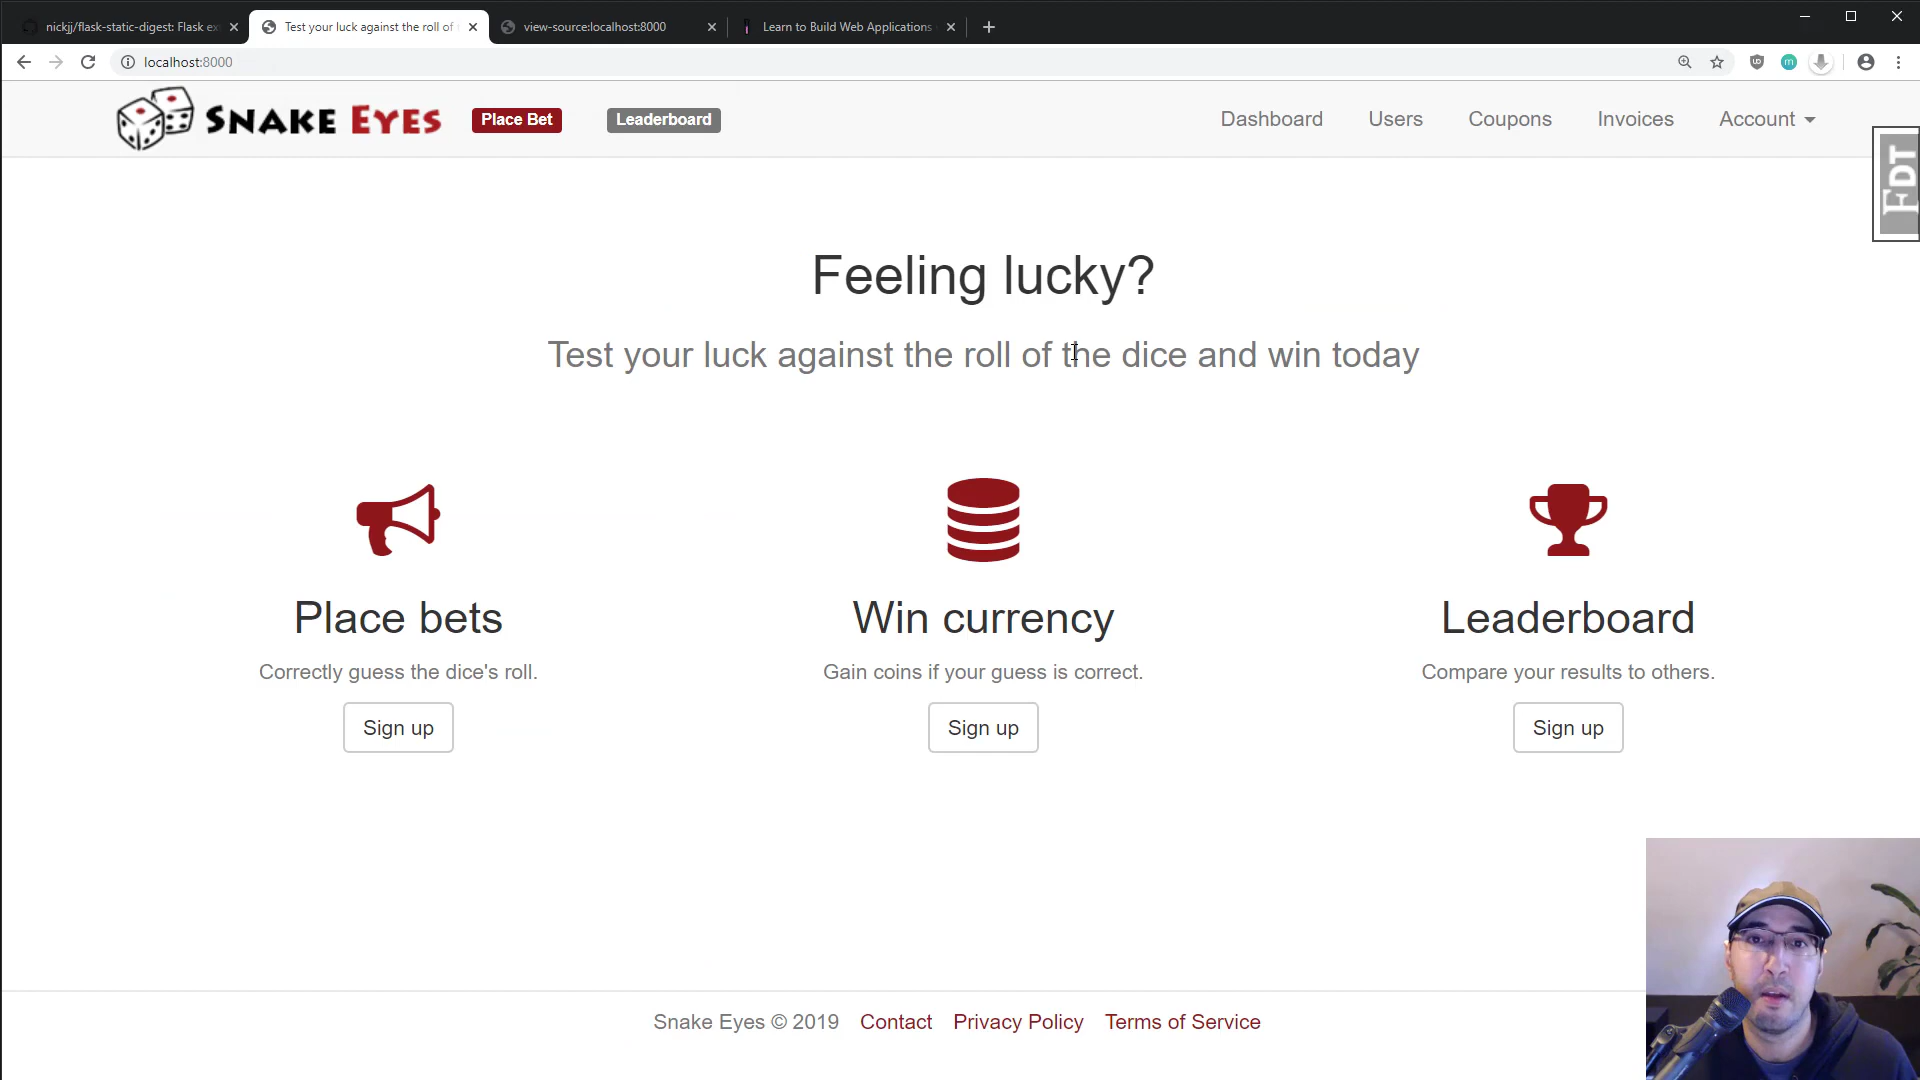 nickjj/flask-static-digest: Flask ex
Test your luck against the roll of
view-source:localhost:8000
Learn to Build Web Applications
localhost:8000
SNAKE EYES
Place Bet
Leaderboard
Dashboard
Users
Coupons
Invoices
Account
FDT
Feeling lucky?
Test your luck against the roll of the dice and win today
Place bets
Correctly guess the dice's roll.
Sign up
Win currency
Gain coins if your guess is correct.
Sign up
Leaderboard
Compare your results to others.
Sign up
Snake Eyes © 2019 Contact Privacy Policy Terms of Service